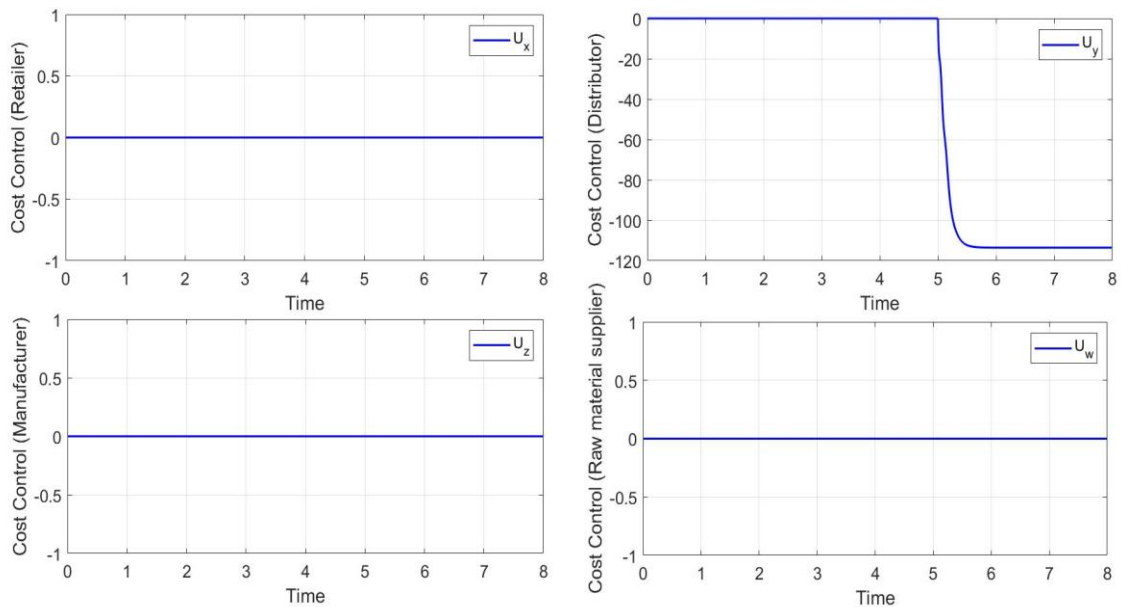 Cost Control (Retailer)
1
0.5
0
-0.5
-1
0 1 2 3 4 5 6 7 8
Time
U_x
Cost Control (Distributor)
0
-20
-40
-60
-80
-100
-120
0 1 2 3 4 5 6 7 8
Time
U_y
Cost Control (Manufacturer)
1
0.5
0
-0.5
-1
0 1 2 3 4 5 6 7 8
Time
U_z
Cost Control (Raw material supplier)
1
0.5
0
-0.5
-1
0 1 2 3 4 5 6 7 8
Time
U_w